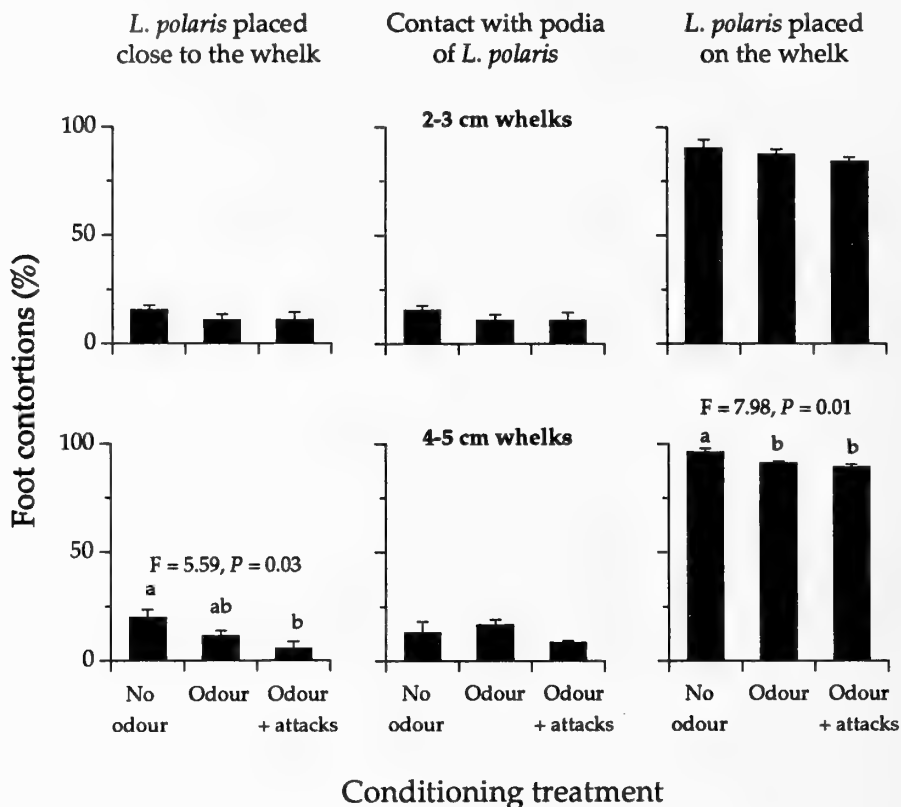 L. polaris placed
close to the whelk
Contact with podia
of L. polaris
L. polaris placed
on the whelk
2-3 cm whelks
100
50
0
F = 7.98, P = 0.01
a
b
b
4-5 cm whelks
100
50
0
F = 5.59, P = 0.03
a
ab
b
Foot contortions (%)
No
odour
Odour
Odour
+ attacks
No
odour
Odour
Odour
+ attacks
No
odour
Odour
Odour
+ attacks
Conditioning treatment